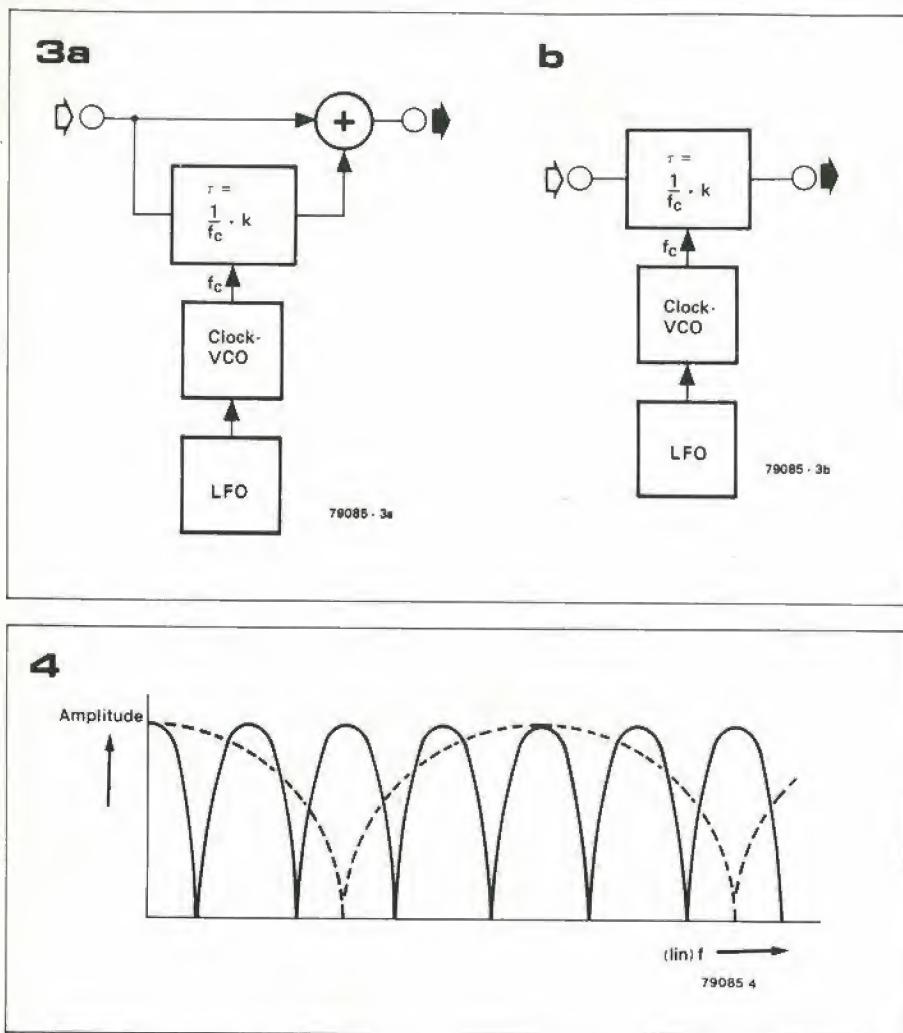 3a
+
τ =
1
fc · k
fc
Clock-
VCO
LFO
79085 - 3a
b
τ =
1
fc · k
fc
Clock-
VCO
LFO
79085 - 3b
4
Amplitude
(lin) f
79085 4